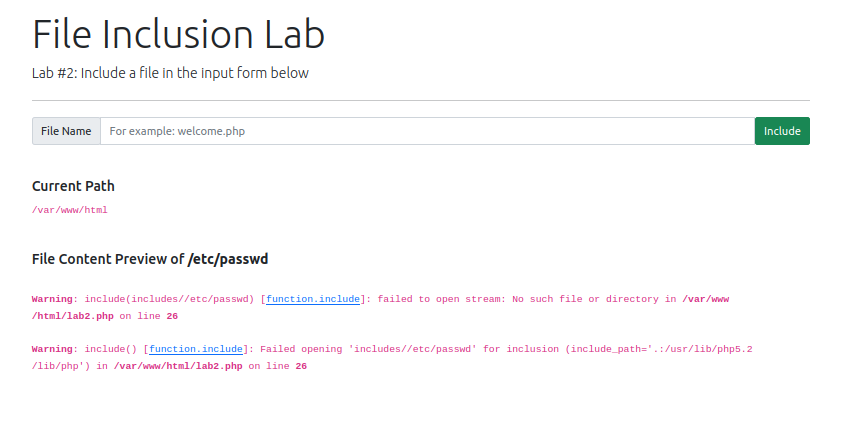 File Inclusion Lab
Lab #2: Include a file in the input form below
File Name For example: welcome.php Include
Current Path
/var/www/html
File Content Preview of /etc/passwd
Warning: include(includes//etc/passwd) [function.include]: failed to open stream: No such file or directory in /var/www
/html/lab2.php on line 26
Warning: include() [function.include]: Failed opening 'includes//etc/passwd' for inclusion (include_path='.:/usr/lib/php5.2
/lib/php') in /var/www/html/lab2.php on line 26